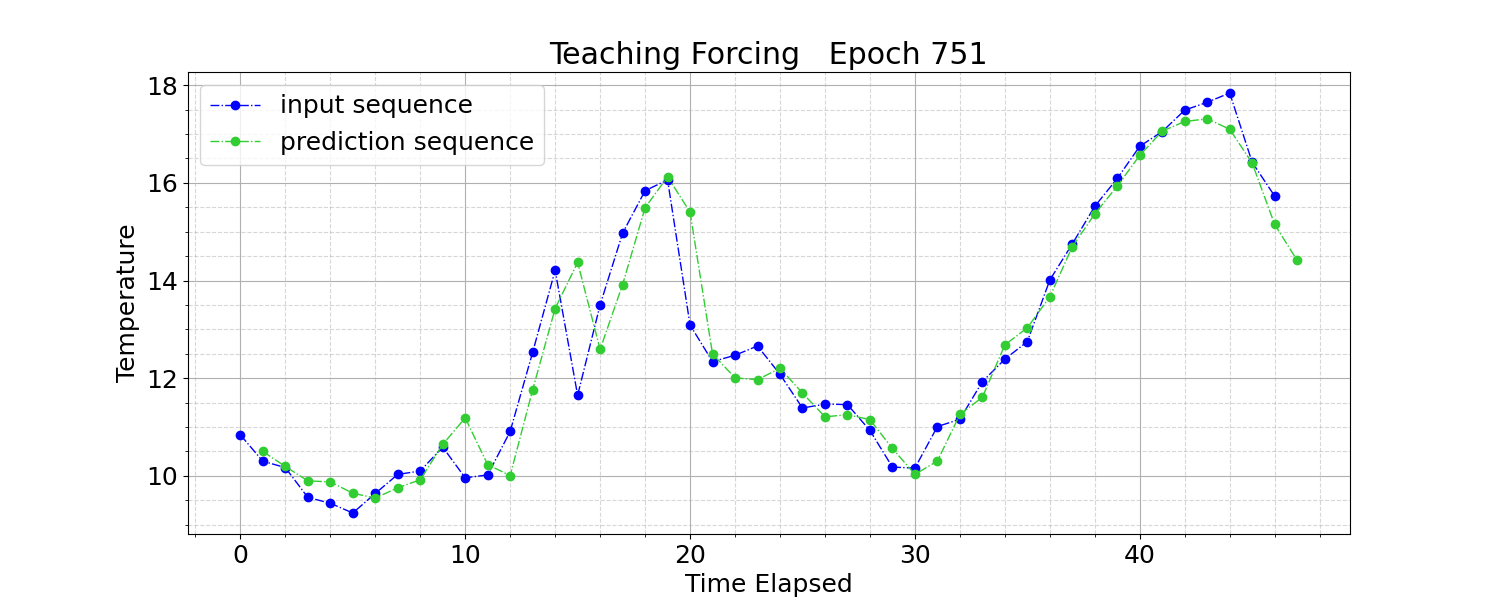 Teaching Forcing   Epoch 751
input sequence
prediction sequence
Temperature
18
16
14
12
10
0 10 20 30 40
Time Elapsed